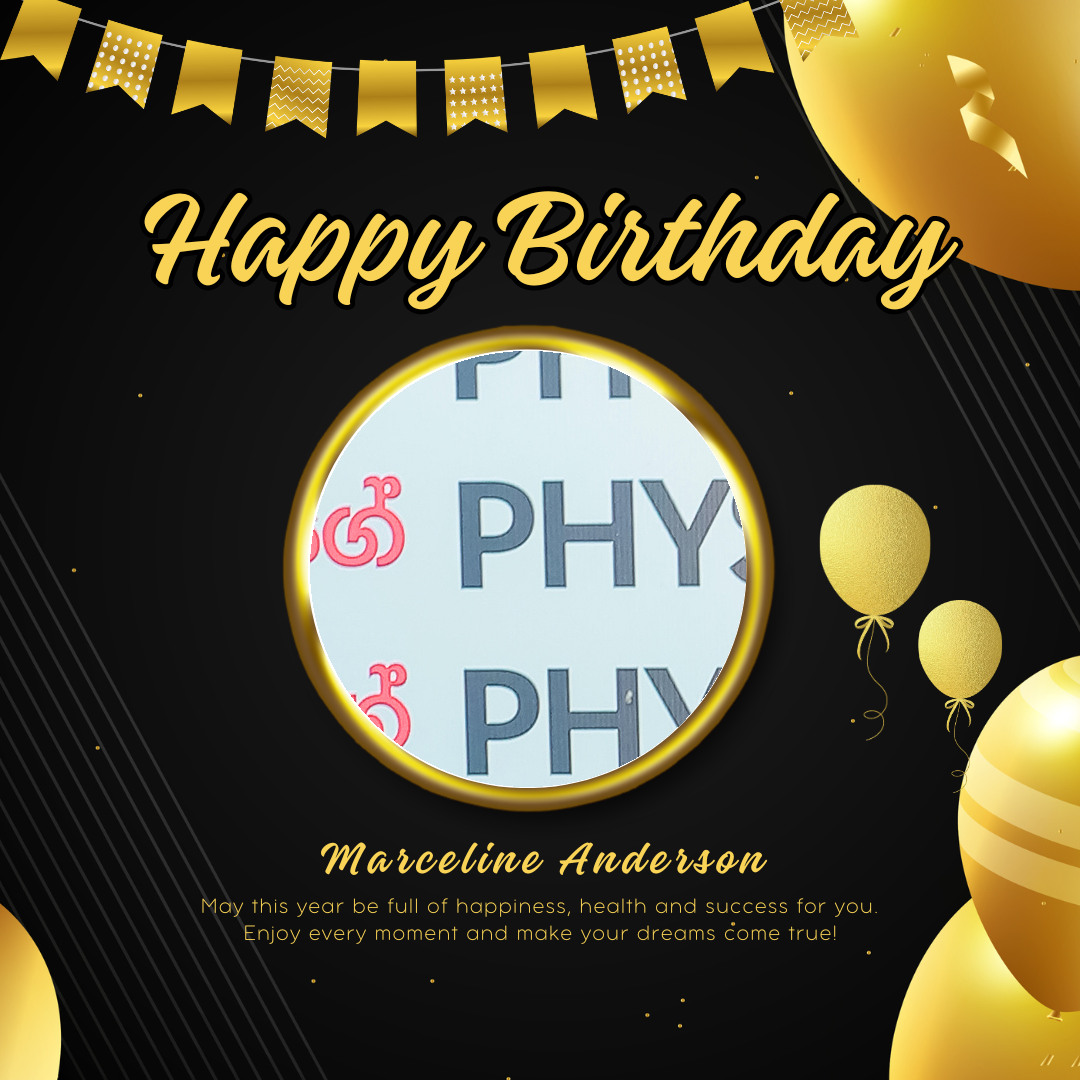 Happy Birthday
PHYS
PHY
Marceline Anderson
May this year be full of happiness, health and success for you.
Enjoy every moment and make your dreams come true!